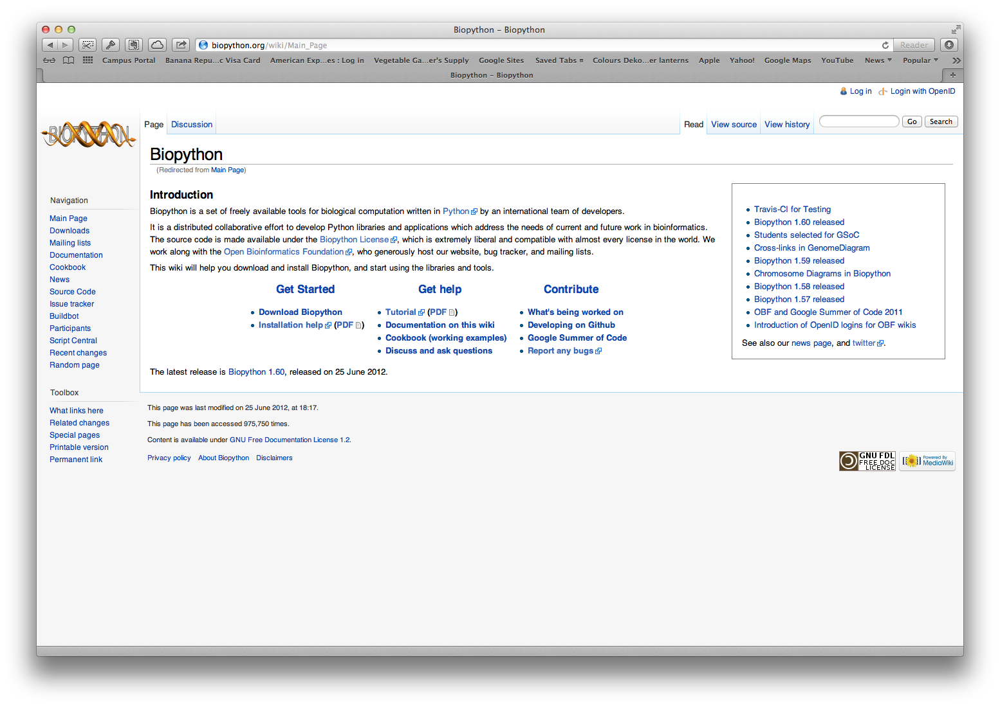 Biopython – Biopython
biopython.org/wiki/Main_Page
Reader
Campus Portal Banana Repu...c Visa Card American Exp...es : Log in Vegetable Ga...er's Supply Google Sites Saved Tabs Colours Deko...er lanterns Apple Yahoo! Google Maps YouTube News Popular
Biopython – Biopython
Log in Login with OpenID
BIOPYTHON
Page Discussion Read View source View history Go Search
Biopython
(Redirected from Main Page)
Navigation
Main Page
Downloads
Mailing lists
Documentation
Cookbook
News
Source Code
Issue tracker
Buildbot
Participants
Script Central
Recent changes
Random page
Toolbox
What links here
Related changes
Special pages
Printable version
Permanent link
Introduction
Biopython is a set of freely available tools for biological computation written in Python by an international team of developers.
It is a distributed collaborative effort to develop Python libraries and applications which address the needs of current and future work in bioinformatics.
The source code is made available under the Biopython License, which is extremely liberal and compatible with almost every license in the world. We
work along with the Open Bioinformatics Foundation, who generously host our website, bug tracker, and mailing lists.
This wiki will help you download and install Biopython, and start using the libraries and tools.
Get Started
Download Biopython
Installation help (PDF)
Get help
Tutorial (PDF)
Documentation on this wiki
Cookbook (working examples)
Discuss and ask questions
Contribute
What's being worked on
Developing on Github
Google Summer of Code
Report any bugs
The latest release is Biopython 1.60, released on 25 June 2012.
Travis-CI for Testing
Biopython 1.60 released
Students selected for GSoC
Cross-links in GenomeDiagram
Biopython 1.59 released
Chromosome Diagrams in Biopython
Biopython 1.58 released
Biopython 1.57 released
OBF and Google Summer of Code 2011
Introduction of OpenID logins for OBF wikis
See also our news page, and twitter.
This page was last modified on 25 June 2012, at 18:17.
This page has been accessed 975,750 times.
Content is available under GNU Free Documentation License 1.2.
Privacy policy About Biopython Disclaimers
GNU FDL
FREE DOC
LICENSE
Powered By
MediaWiki